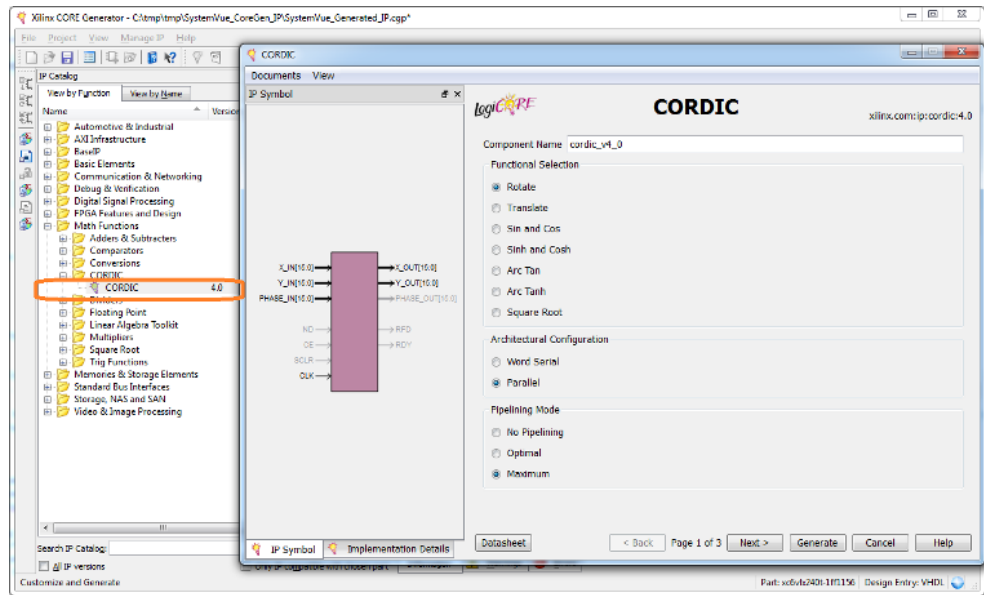 Xilinx CORE Generator - C:\tmp\tmp\SystemVue_CoreGen_IP\SystemVue_Generated_IP.cgp*
File Project View Manage IP Help
IP Catalog
View by Function View by Name
Name Version
Automotive & Industrial
AXI Infrastructure
BaseIP
Basic Elements
Communication & Networking
Debug & Verification
Digital Signal Processing
FPGA Features and Design
Math Functions
Adders & Subtracters
Comparators
Conversions
CORDIC
CORDIC 4.0
Dividers
Floating Point
Linear Algebra Toolkit
Multipliers
Square Root
Trig Functions
Memories & Storage Elements
Standard Bus Interfaces
Storage, NAS and SAN
Video & Image Processing
Search IP Catalog:
All IP versions
Only IP compatible with chosen part
Customize and Generate
Part: xc6vlx240t-1ff1156 Design Entry: VHDL
CORDIC
Documents View
IP Symbol
X_IN[15:0]
Y_IN[15:0]
PHASE_IN[15:0]
ND
CE
SCLR
CLK
X_OUT[15:0]
Y_OUT[15:0]
PHASE_OUT[15:0]
RFD
RDY
IP Symbol Implementation Details
logiCORE
CORDIC
xilinx.com:ip:cordic:4.0
Component Name cordic_v4_0
Functional Selection
Rotate
Translate
Sin and Cos
Sinh and Cosh
Arc Tan
Arc Tanh
Square Root
Architectural Configuration
Word Serial
Parallel
Pipelining Mode
No Pipelining
Optimal
Maximum
Datasheet < Back Page 1 of 3 Next > Generate Cancel Help